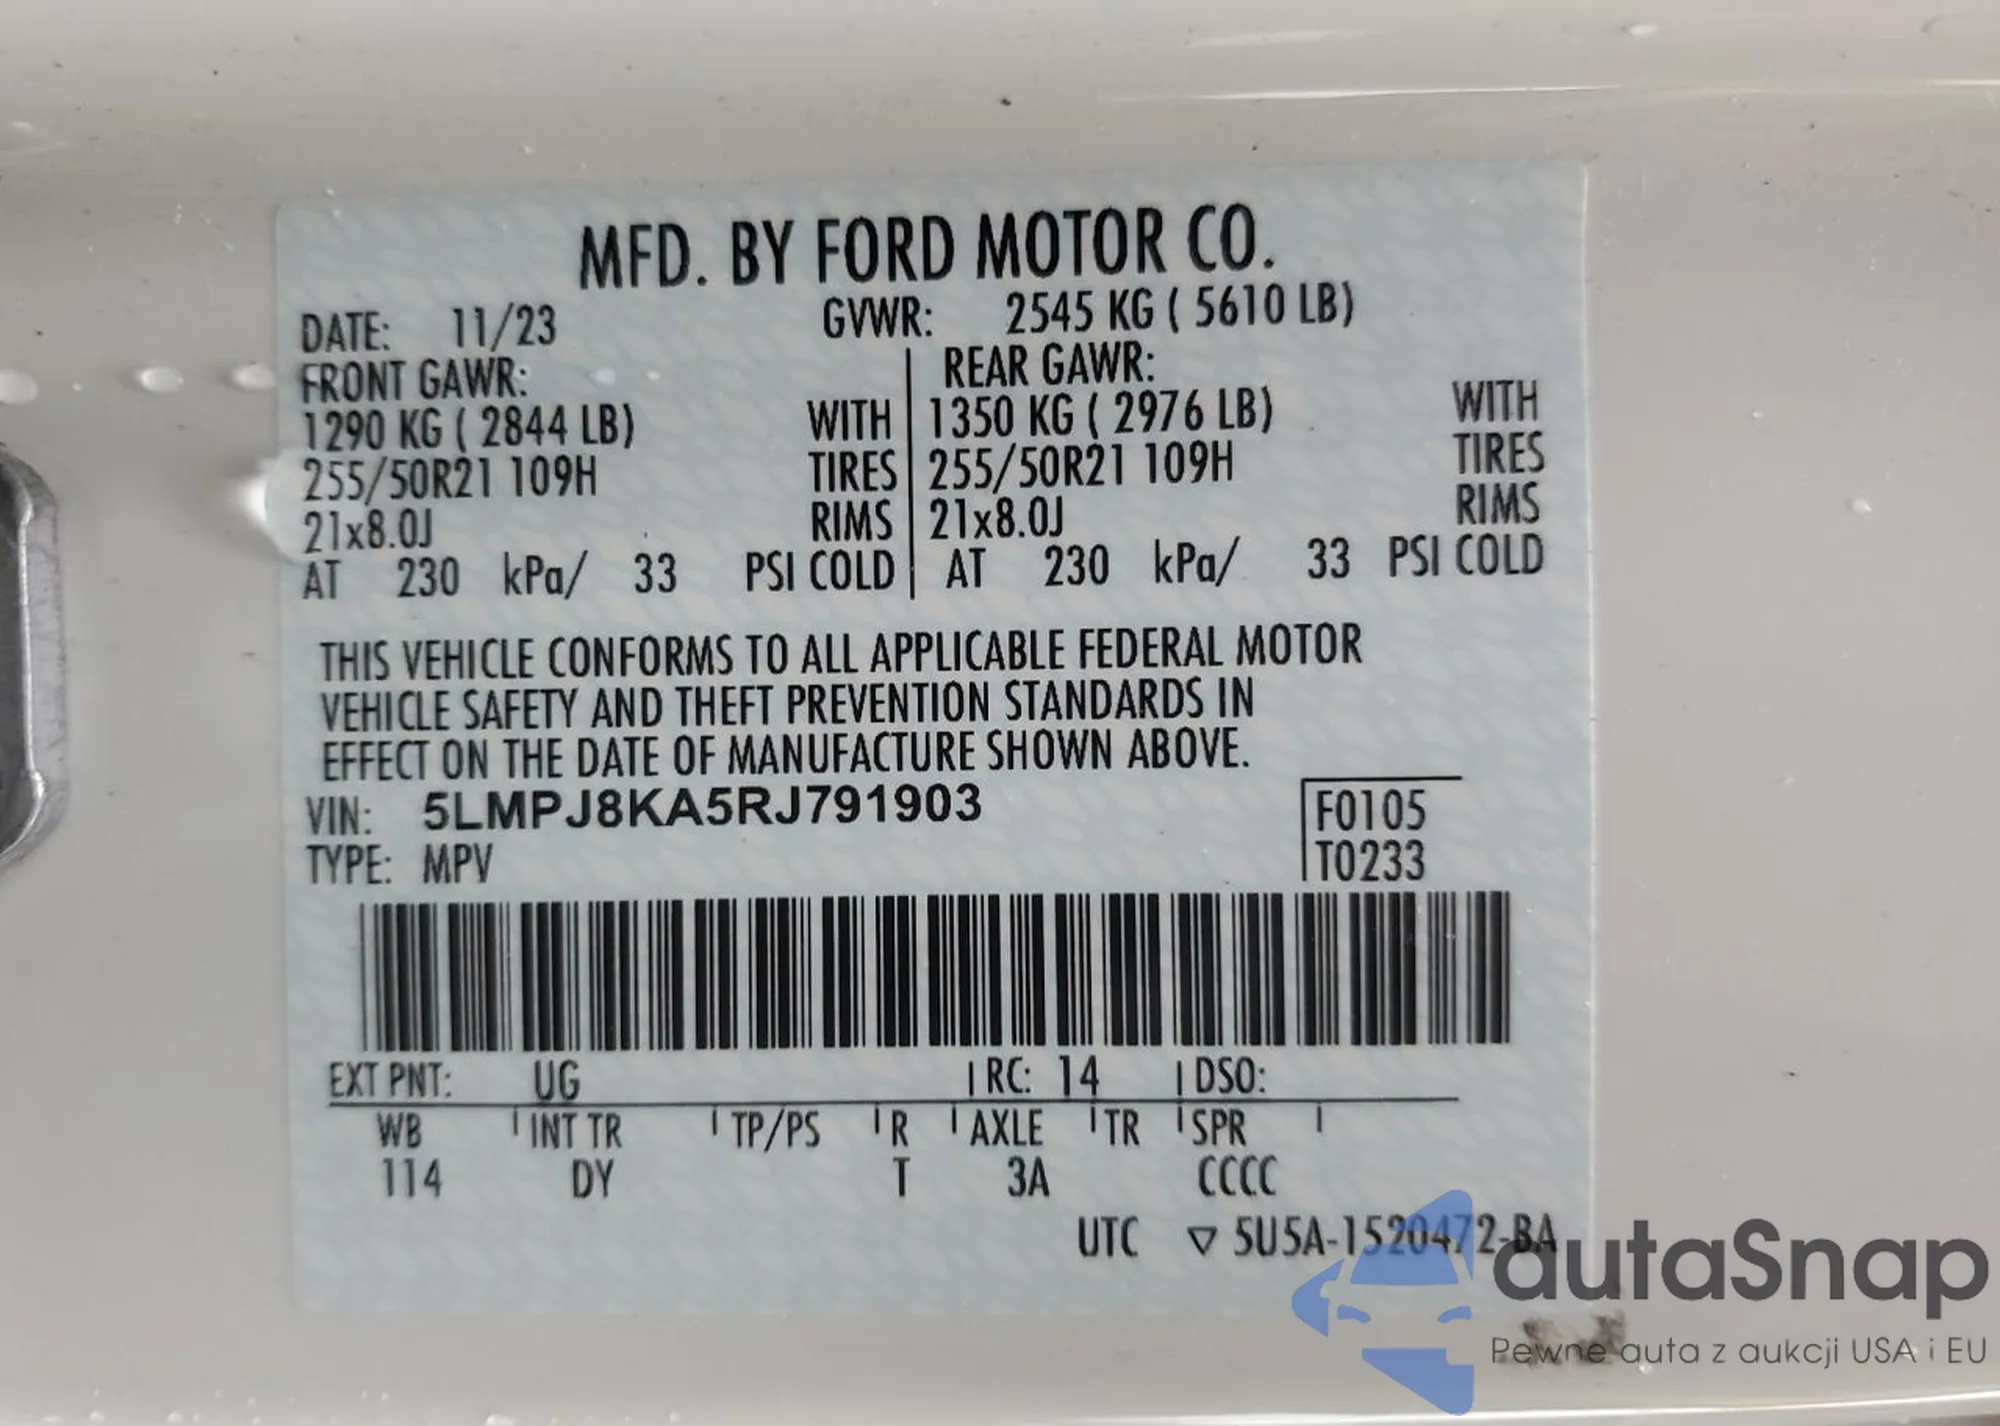 MFD. BY FORD MOTOR CO.
DATE: 11/23 GVWR: 2545 KG ( 5610 LB)
FRONT GAWR: REAR GAWR:
1290 KG ( 2844 LB) WITH 1350 KG ( 2976 LB) WITH
255/50R21 109H TIRES 255/50R21 109H TIRES
21x8.0J RIMS 21x8.0J RIMS
AT 230 kPa/ 33 PSI COLD AT 230 kPa/ 33 PSI COLD
THIS VEHICLE CONFORMS TO ALL APPLICABLE FEDERAL MOTOR
VEHICLE SAFETY AND THEFT PREVENTION STANDARDS IN
EFFECT ON THE DATE OF MANUFACTURE SHOWN ABOVE.
VIN: 5LMPJ8KA5RJ791903 F0105
TYPE: MPV T0233
EXT PNT: UG RC: 14 DSO:
WB INT TR TP/PS R AXLE TR SPR
114 DY T 3A CCCC
UTC ▽ 5U5A-1520472-BA
autaSnap
Pewne auta z aukcji USA i EU